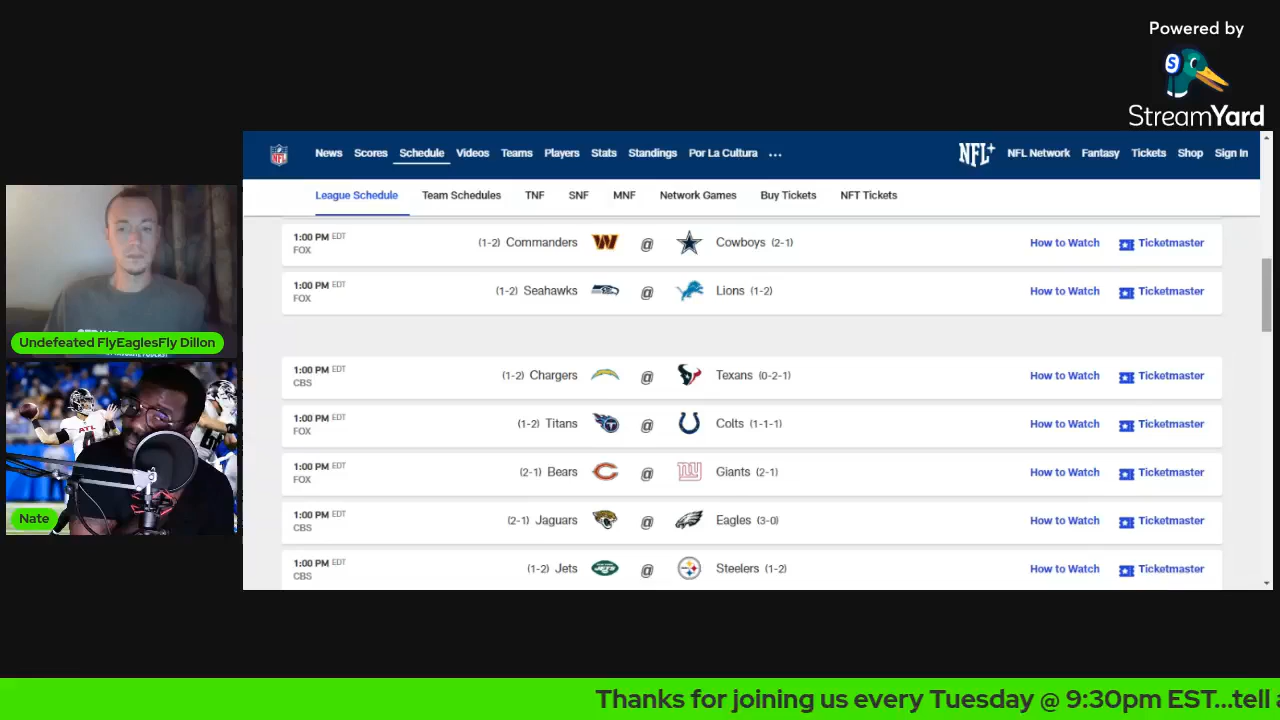 Powered by
StreamYard
News Scores Schedule Videos Teams Players Stats Standings Por La Cultura ... NFL+ NFL Network Fantasy Tickets Shop Sign In
League Schedule Team Schedules TNF SNF MNF Network Games Buy Tickets NFT Tickets
1:00 PM EDT
FOX
(1-2) Commanders @ Cowboys (2-1) How to Watch Ticketmaster
1:00 PM EDT
FOX
(1-2) Seahawks @ Lions (1-2) How to Watch Ticketmaster
1:00 PM EDT
CBS
(1-2) Chargers @ Texans (0-2-1) How to Watch Ticketmaster
1:00 PM EDT
FOX
(1-2) Titans @ Colts (1-1-1) How to Watch Ticketmaster
1:00 PM EDT
FOX
(2-1) Bears @ Giants (2-1) How to Watch Ticketmaster
1:00 PM EDT
CBS
(2-1) Jaguars @ Eagles (3-0) How to Watch Ticketmaster
1:00 PM EDT
CBS
(1-2) Jets @ Steelers (1-2) How to Watch Ticketmaster
Undefeated FlyEaglesFly Dillon
Nate
Thanks for joining us every Tuesday @ 9:30pm EST...tell a